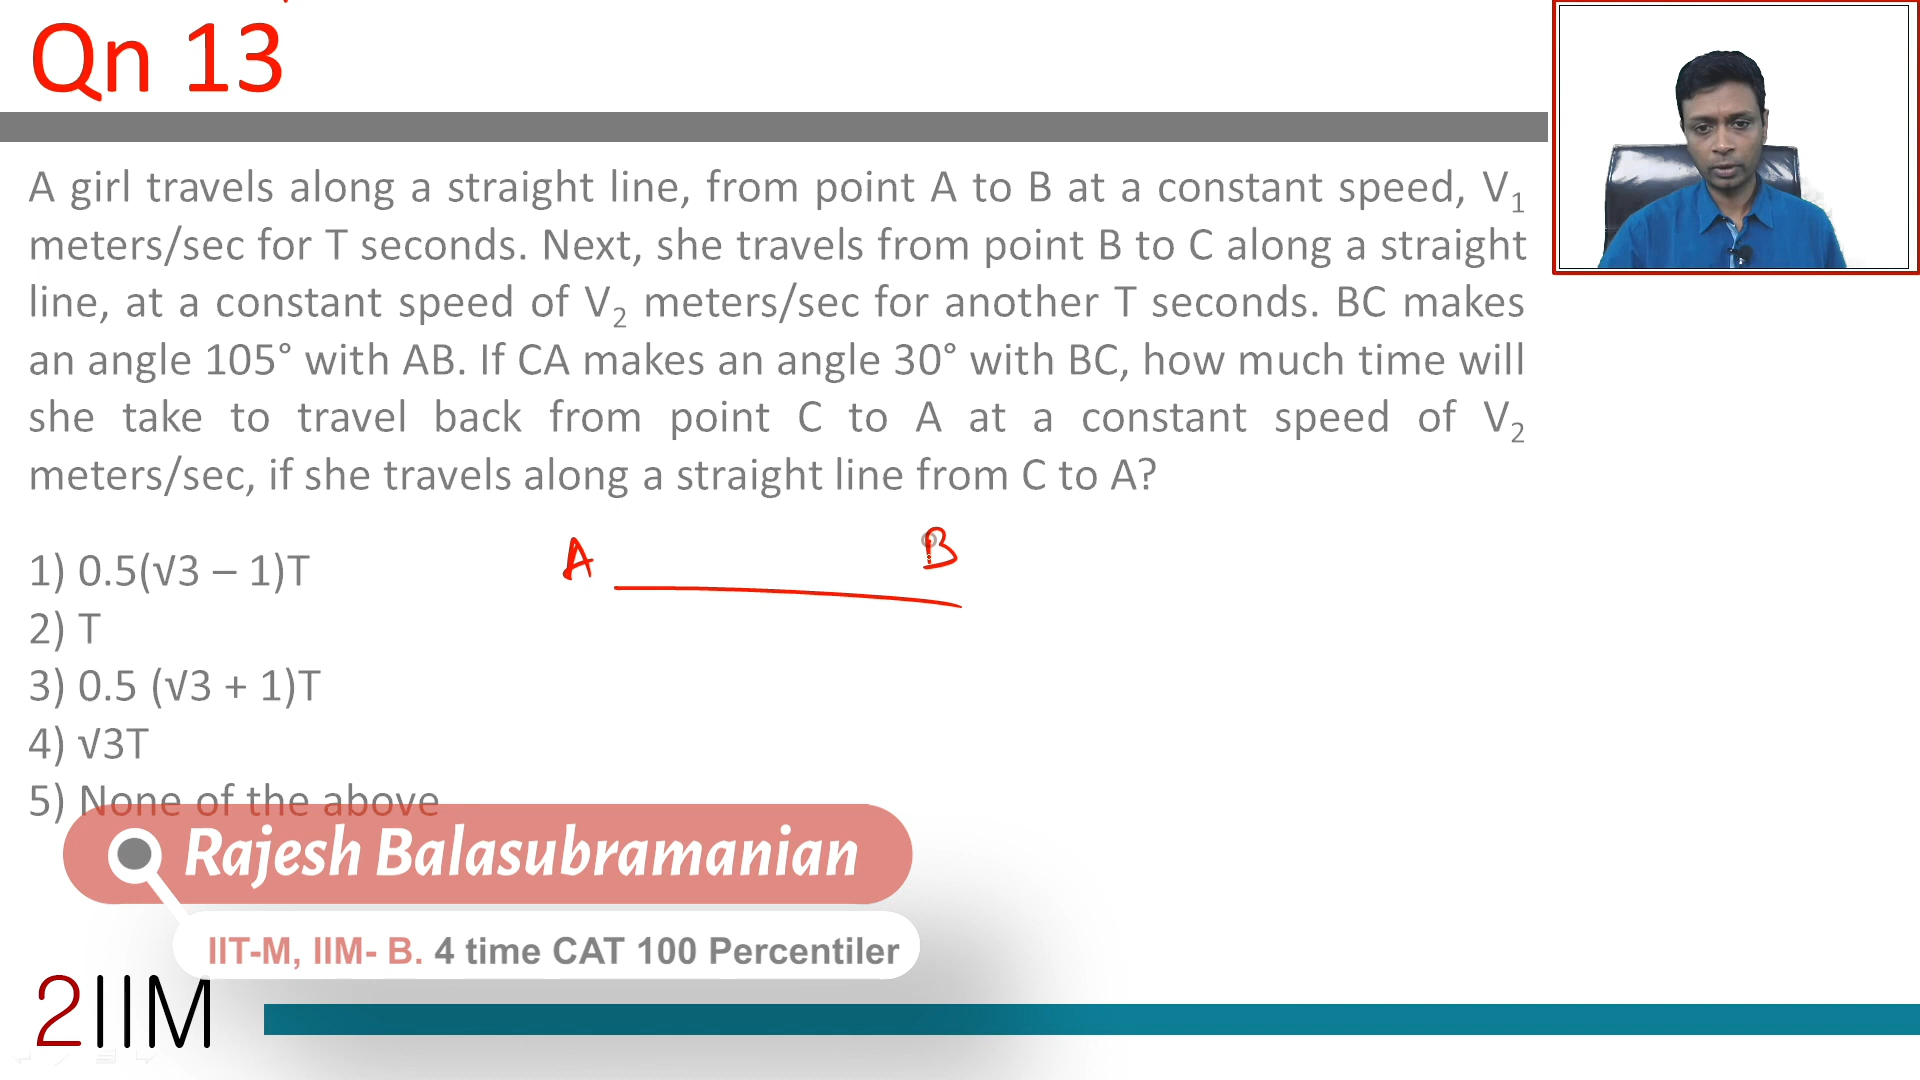 Qn 13
A girl travels along a straight line, from point A to B at a constant speed, V₁
meters/sec for T seconds. Next, she travels from point B to C along a straight
line, at a constant speed of V₂ meters/sec for another T seconds. BC makes
an angle 105° with AB. If CA makes an angle 30° with BC, how much time will
she take to travel back from point C to A at a constant speed of V₂
meters/sec, if she travels along a straight line from C to A?
A B
1) 0.5(√3 – 1)T
2) T
3) 0.5 (√3 + 1)T
4) √3T
5) None of the above
Rajesh Balasubramanian
IIT-M, IIM- B. 4 time CAT 100 Percentiler
2IIM